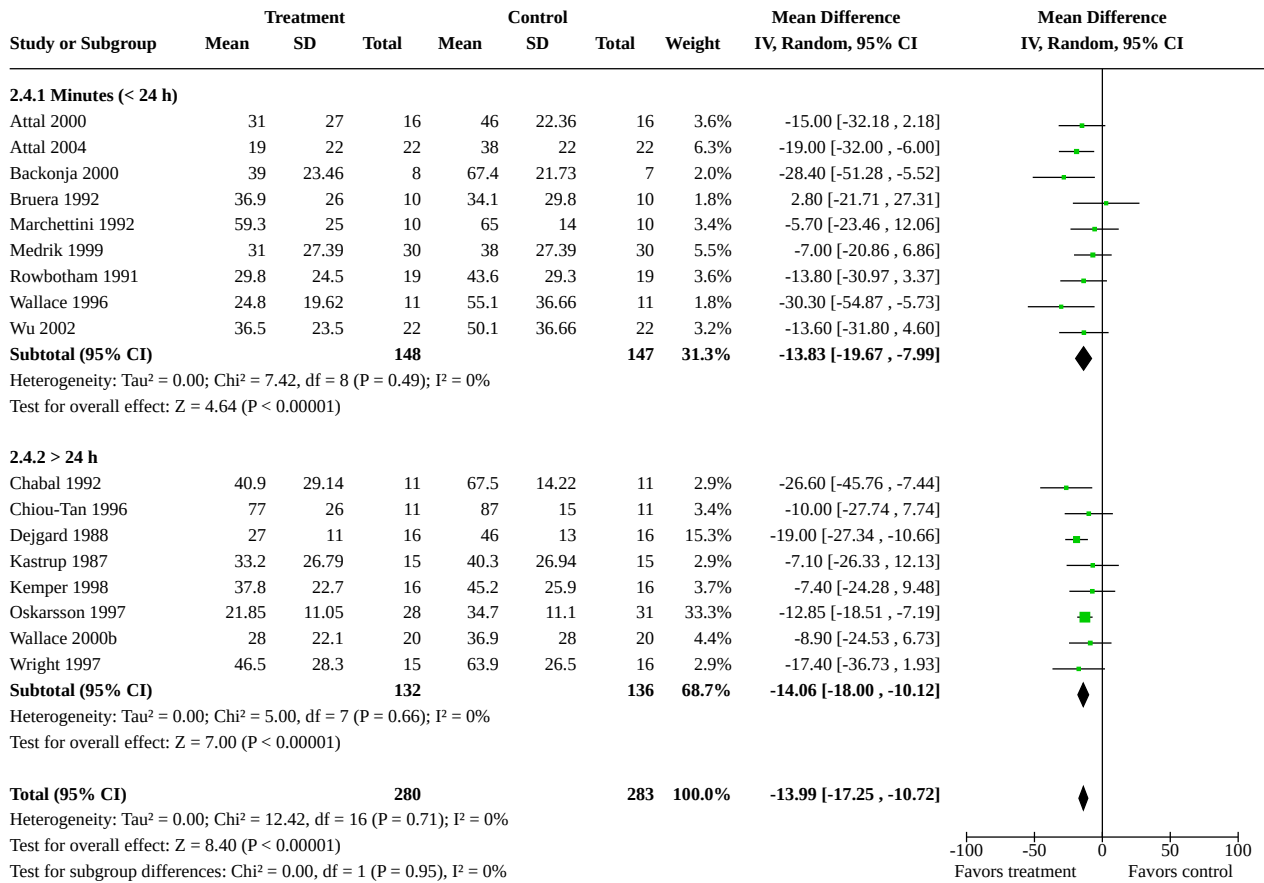 Treatment Control Mean Difference Mean Difference
Study or Subgroup Mean SD Total Mean SD Total Weight IV, Random, 95% CI IV, Random, 95% CI
2.4.1 Minutes (< 24 h)
Attal 2000 31 27 16 46 22.36 16 3.6% -15.00 [-32.18 , 2.18]
Attal 2004 19 22 22 38 22 22 6.3% -19.00 [-32.00 , -6.00]
Backonja 2000 39 23.46 8 67.4 21.73 7 2.0% -28.40 [-51.28 , -5.52]
Bruera 1992 36.9 26 10 34.1 29.8 10 1.8% 2.80 [-21.71 , 27.31]
Marchettini 1992 59.3 25 10 65 14 10 3.4% -5.70 [-23.46 , 12.06]
Medrik 1999 31 27.39 30 38 27.39 30 5.5% -7.00 [-20.86 , 6.86]
Rowbotham 1991 29.8 24.5 19 43.6 29.3 19 3.6% -13.80 [-30.97 , 3.37]
Wallace 1996 24.8 19.62 11 55.1 36.66 11 1.8% -30.30 [-54.87 , -5.73]
Wu 2002 36.5 23.5 22 50.1 36.66 22 3.2% -13.60 [-31.80 , 4.60]
Subtotal (95% CI) 148 147 31.3% -13.83 [-19.67 , -7.99]
Heterogeneity: Tau² = 0.00; Chi² = 7.42, df = 8 (P = 0.49); I² = 0%
Test for overall effect: Z = 4.64 (P < 0.00001)
2.4.2 > 24 h
Chabal 1992 40.9 29.14 11 67.5 14.22 11 2.9% -26.60 [-45.76 , -7.44]
Chiou-Tan 1996 77 26 11 87 15 11 3.4% -10.00 [-27.74 , 7.74]
Dejgard 1988 27 11 16 46 13 16 15.3% -19.00 [-27.34 , -10.66]
Kastrup 1987 33.2 26.79 15 40.3 26.94 15 2.9% -7.10 [-26.33 , 12.13]
Kemper 1998 37.8 22.7 16 45.2 25.9 16 3.7% -7.40 [-24.28 , 9.48]
Oskarsson 1997 21.85 11.05 28 34.7 11.1 31 33.3% -12.85 [-18.51 , -7.19]
Wallace 2000b 28 22.1 20 36.9 28 20 4.4% -8.90 [-24.53 , 6.73]
Wright 1997 46.5 28.3 15 63.9 26.5 16 2.9% -17.40 [-36.73 , 1.93]
Subtotal (95% CI) 132 136 68.7% -14.06 [-18.00 , -10.12]
Heterogeneity: Tau² = 0.00; Chi² = 5.00, df = 7 (P = 0.66); I² = 0%
Test for overall effect: Z = 7.00 (P < 0.00001)
Total (95% CI) 280 283 100.0% -13.99 [-17.25 , -10.72]
Heterogeneity: Tau² = 0.00; Chi² = 12.42, df = 16 (P = 0.71); I² = 0%
Test for overall effect: Z = 8.40 (P < 0.00001)
-100 -50 0 50 100
Test for subgroup differences: Chi² = 0.00, df = 1 (P = 0.95), I² = 0% Favors treatment Favors control